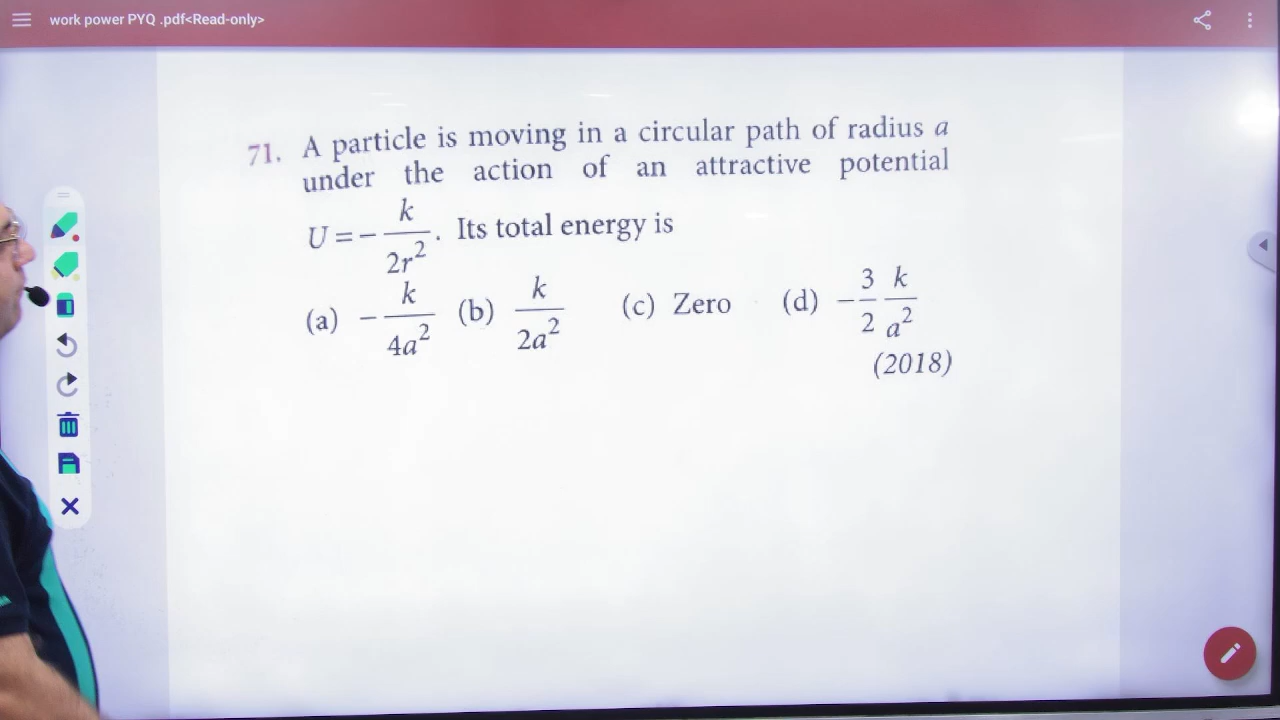 work power PYQ .pdf<Read-only>
71. A particle is moving in a circular path of radius a
under the action of an attractive potential
U = - k/2r². Its total energy is
(a) - k/4a² (b) k/2a² (c) Zero (d) - 3/2 k/a²
(2018)